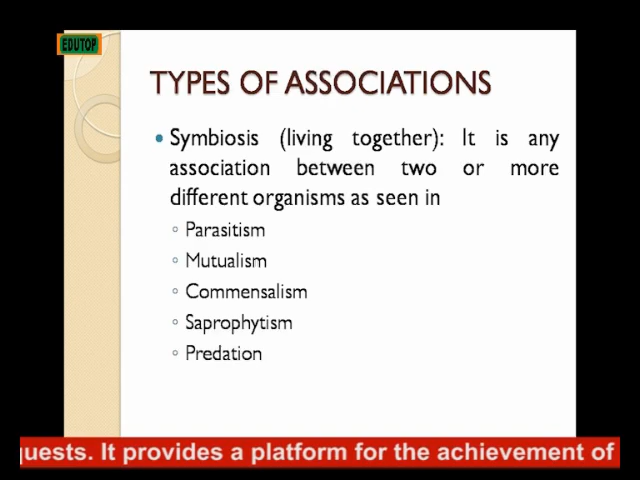 EDUTOP
TYPES OF ASSOCIATIONS
• Symbiosis (living together): It is any
association between two or more
different organisms as seen in
◦ Parasitism
◦ Mutualism
◦ Commensalism
◦ Saprophytism
◦ Predation
uests. It provides a platform for the achievement of